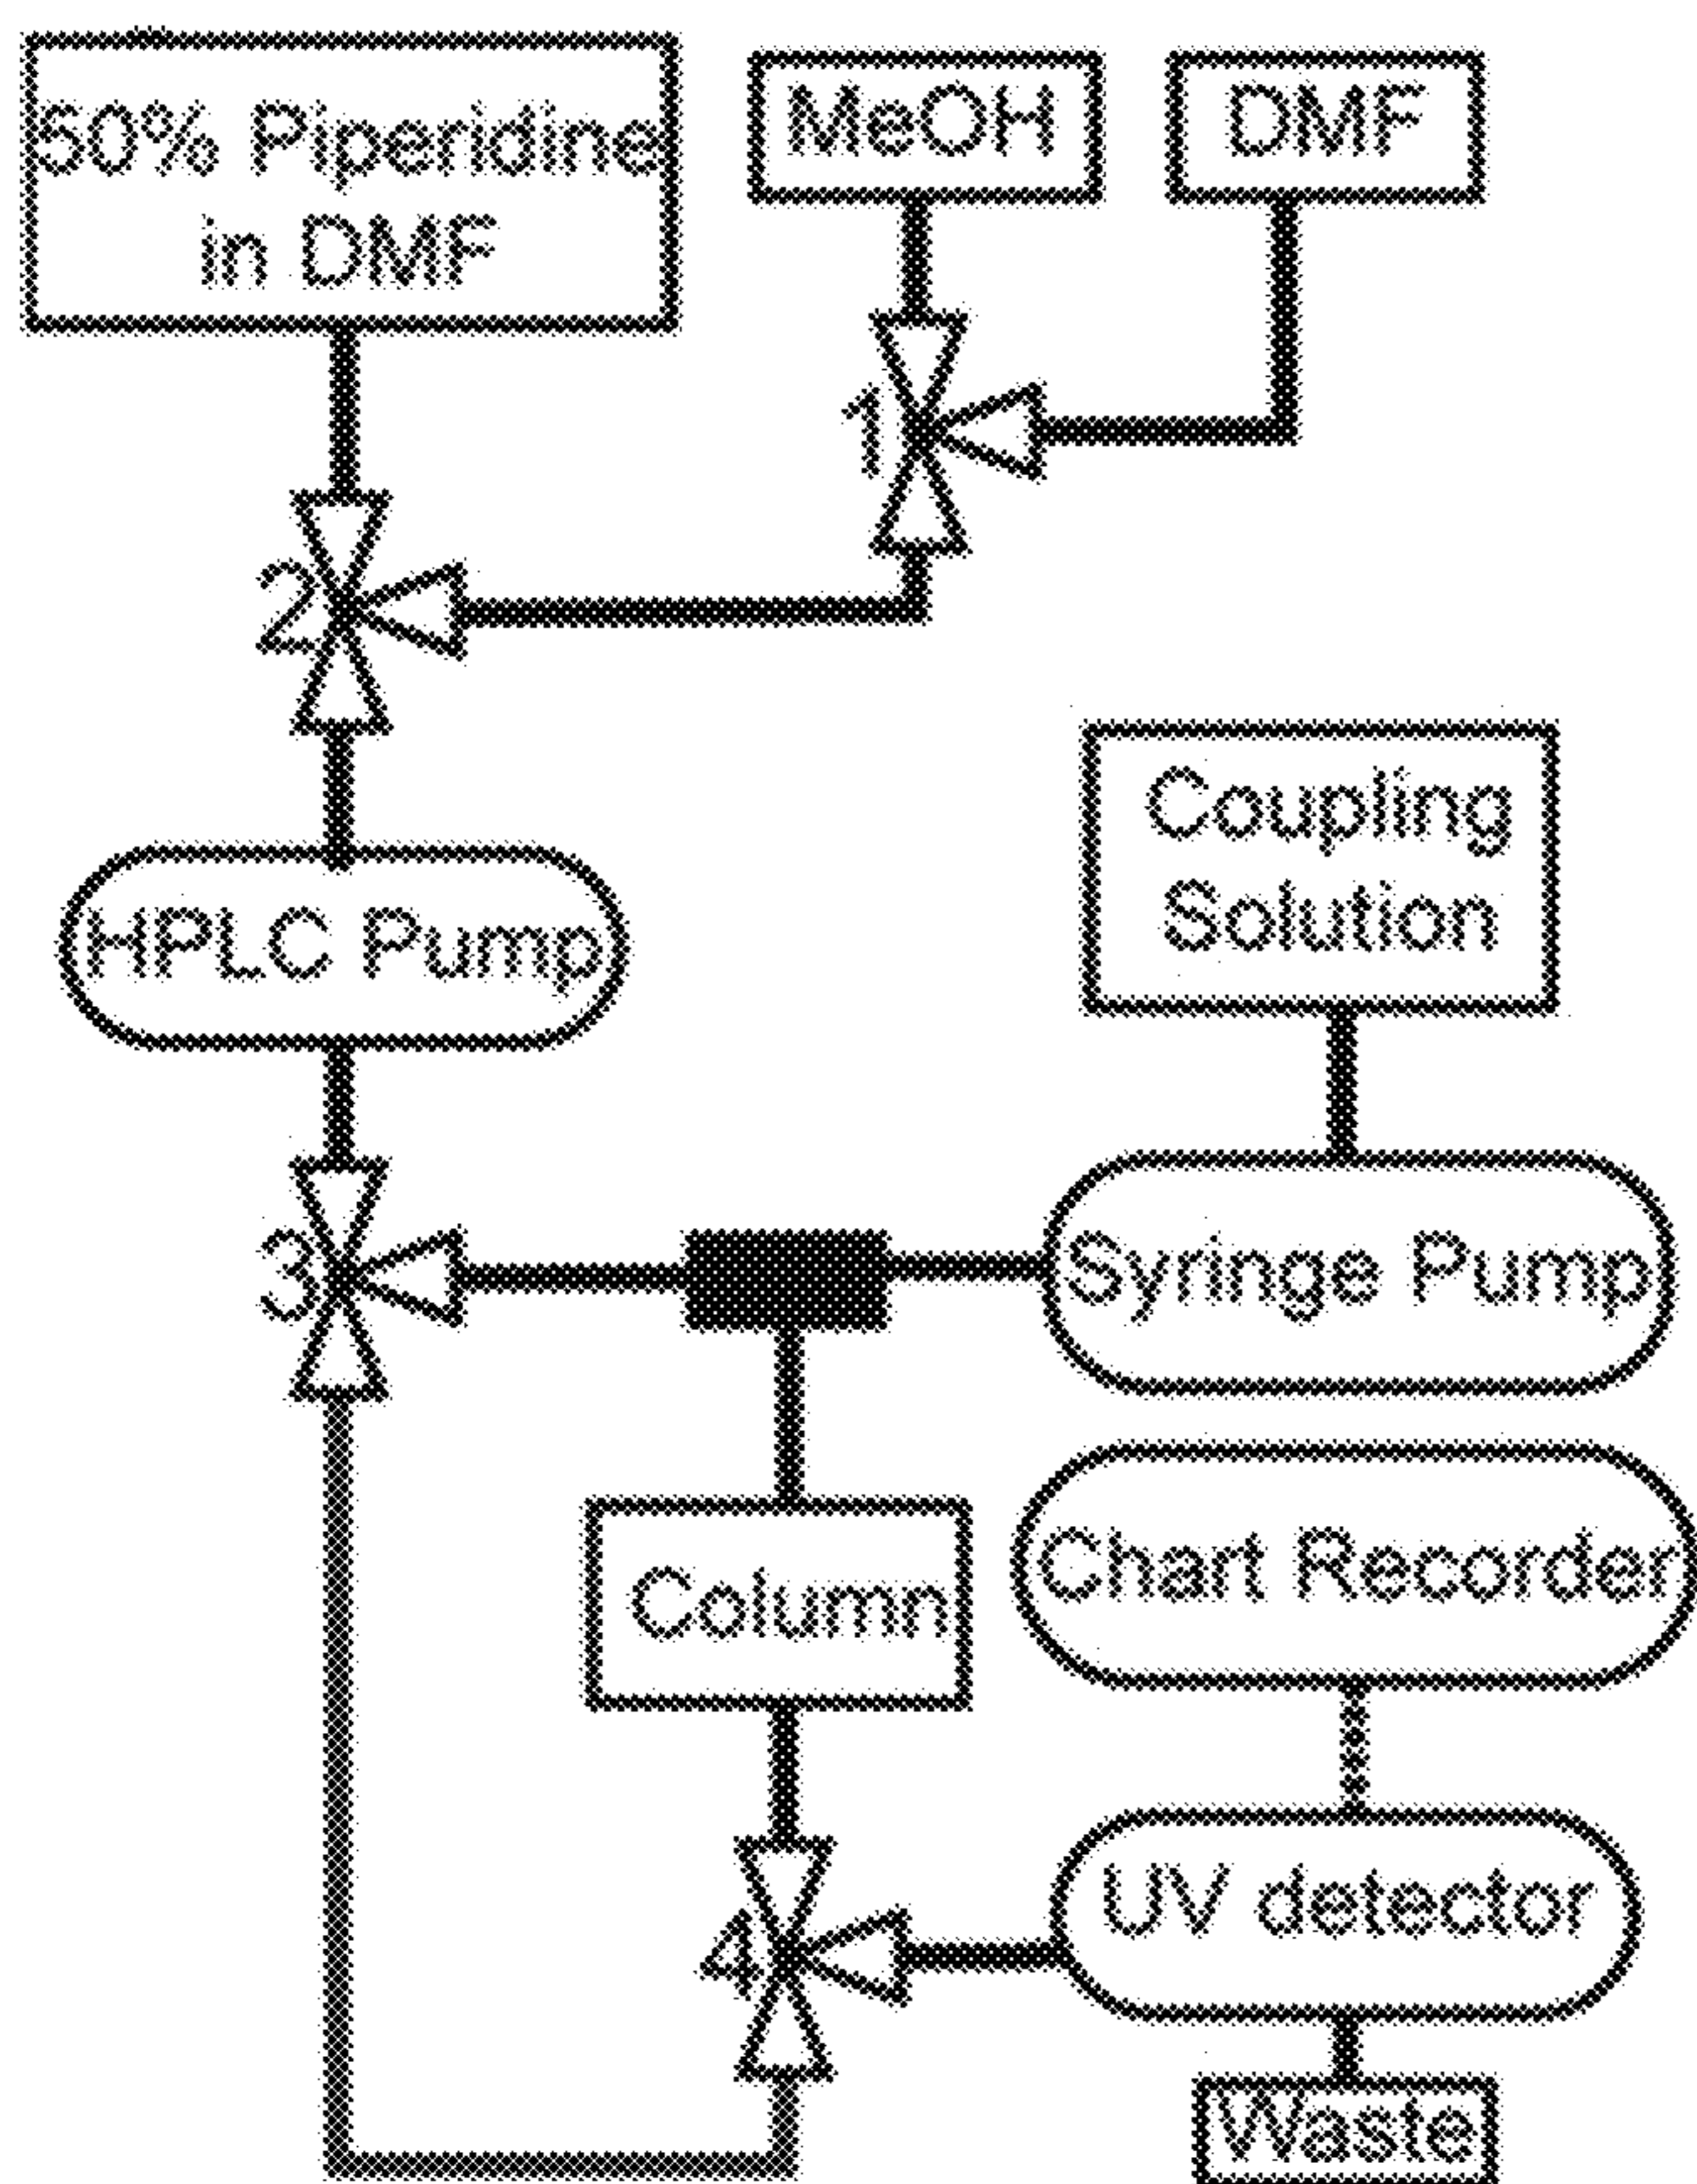 50% Piperidine
in DMF
MeOH
DMF
1
2
HPLC Pump
Coupling
Solution
3
Syringe Pump
Column
Chart Recorder
4
UV detector
Waste